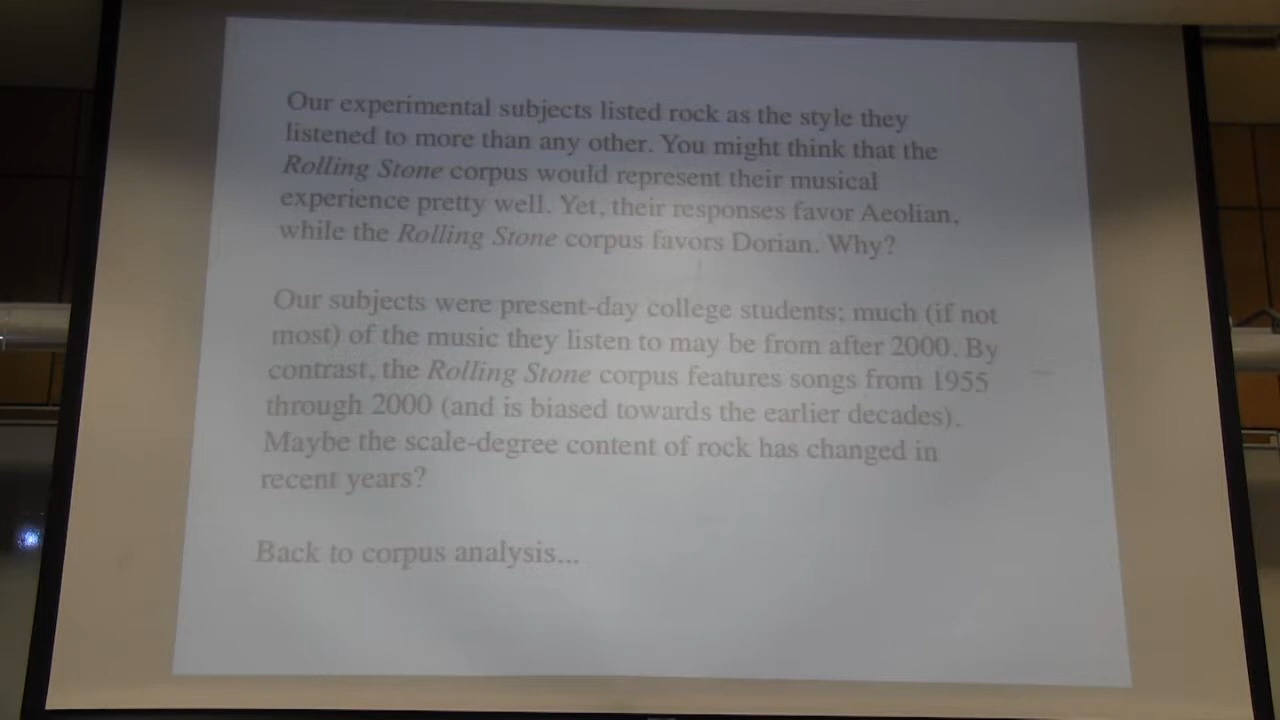 Our experimental subjects listed rock as the style they
listened to more than any other. You might think that the
Rolling Stone corpus would represent their musical
experience pretty well. Yet, their responses favor Aeolian,
while the Rolling Stone corpus favors Dorian. Why?
Our subjects were present-day college students; much (if not
most) of the music they listen to may be from after 2000. By
contrast, the Rolling Stone corpus features songs from 1955
through 2000 (and is biased towards the earlier decades).
Maybe the scale-degree content of rock has changed in
recent years?
Back to corpus analysis...